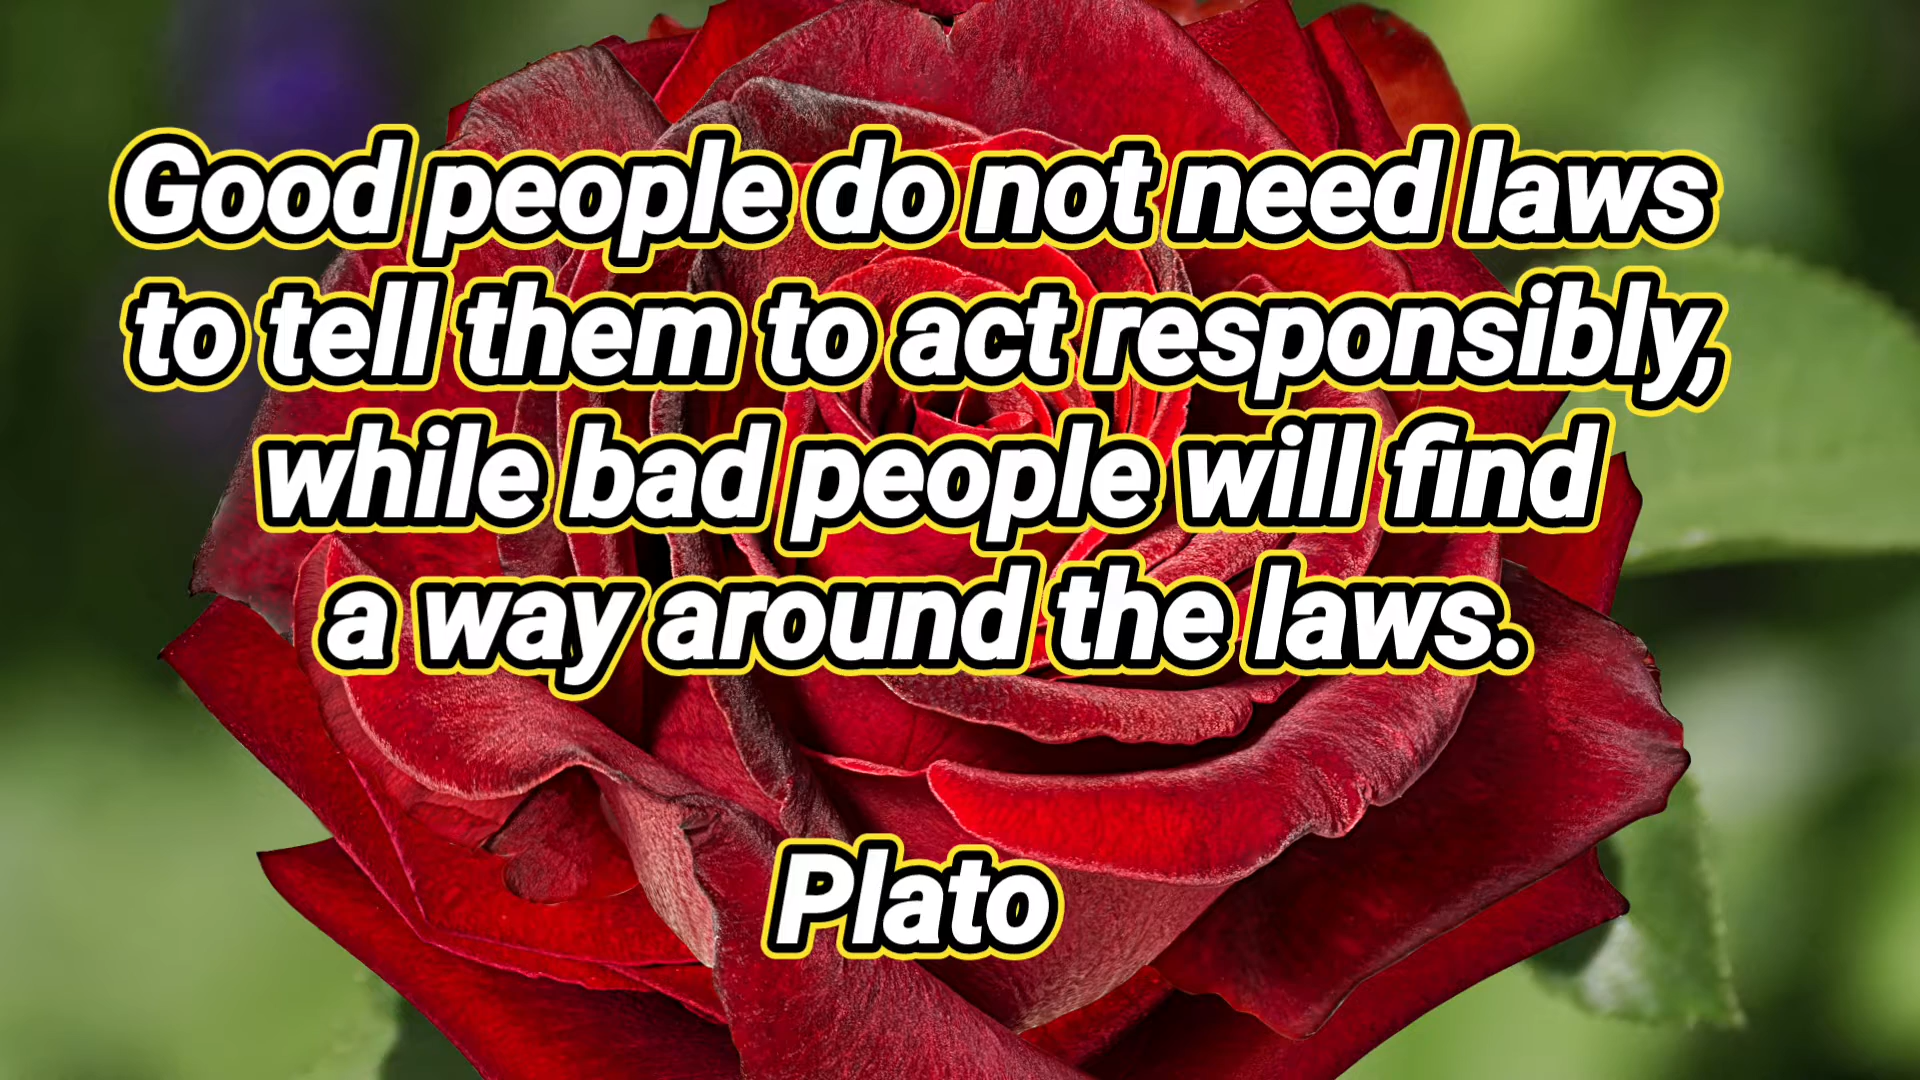 Good people do not need laws
to tell them to act responsibly,
while bad people will find
a way around the laws.
Plato